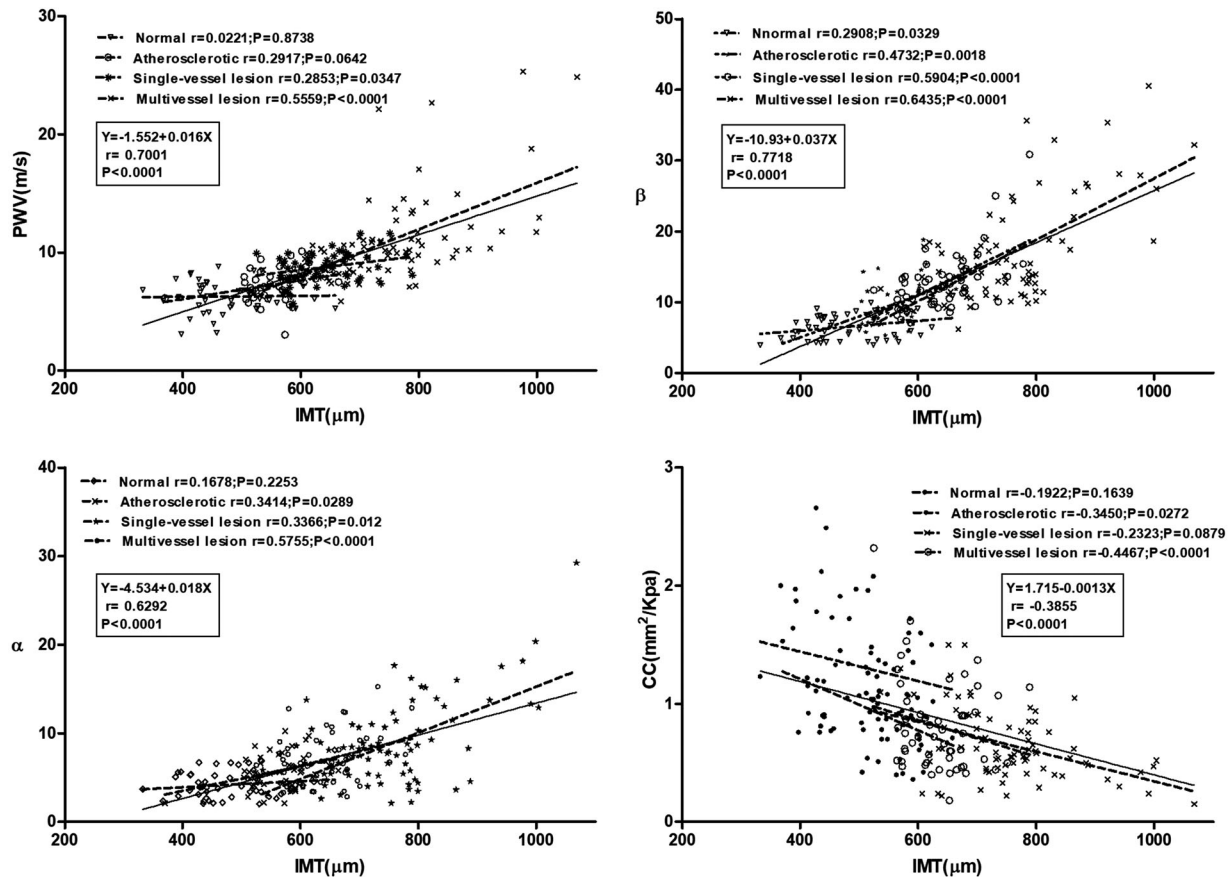 30
20
10
0
PWV(m/s)
Normal r=0.0221;P=0.8738
Atherosclerotic r=0.2917;P=0.0642
Single-vessel lesion r=0.2853;P=0.0347
Multivessel lesion r=0.5559;P<0.0001
Y=-1.552+0.016X
r= 0.7001
P<0.0001
200 400 600 800 1000
IMT(μm)
50
40
30
20
10
0
β
Nnormal r=0.2908;P=0.0329
Atherosclerotic r=0.4732;P=0.0018
Single-vessel lesion r=0.5904;P<0.0001
Multivessel lesion r=0.6435;P<0.0001
Y=-10.93+0.037X
r= 0.7718
P<0.0001
200 400 600 800 1000
IMT(μm)
40
30
20
10
0
α
Normal r=0.1678;P=0.2253
Atherosclerotic r=0.3414;P=0.0289
Single-vessel lesion r=0.3366;P=0.012
Multivessel lesion r=0.5755;P<0.0001
Y=-4.534+0.018X
r= 0.6292
P<0.0001
200 400 600 800 1000
IMT(μm)
3
2
1
0
CC(mm²/Kpa)
Normal r=-0.1922;P=0.1639
Atherosclerotic r=-0.3450;P=0.0272
Single-vessel lesion r=-0.2323;P=0.0879
Multivessel lesion r=-0.4467;P<0.0001
Y=1.715-0.0013X
r= -0.3855
P<0.0001
200 400 600 800 1000
IMT(μm)